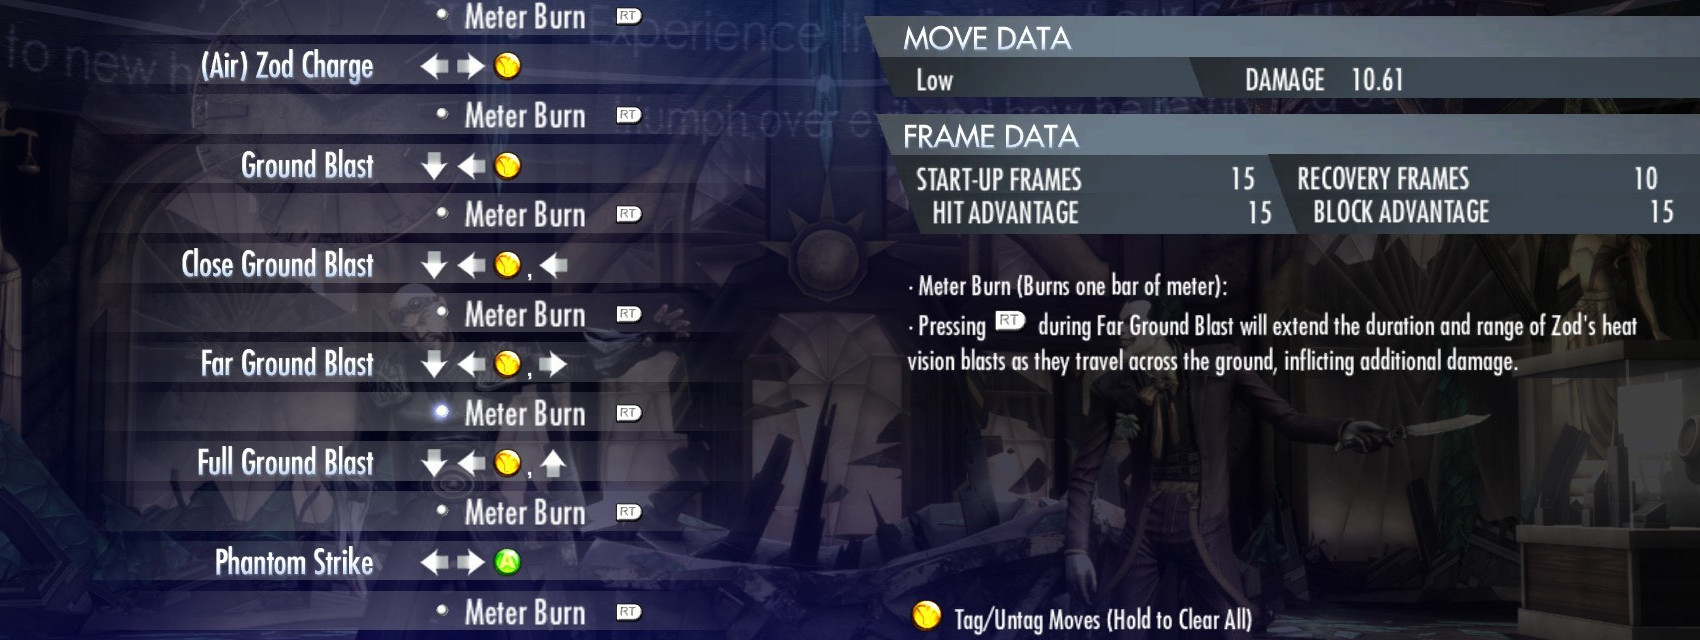 Meter Burn RT
(Air) Zod Charge Y
Meter Burn RT
Ground Blast Y
Meter Burn RT
Close Ground Blast Y ,
Meter Burn RT
Far Ground Blast Y ,
Meter Burn RT
Full Ground Blast Y ,
Meter Burn RT
Phantom Strike A
Meter Burn RT
MOVE DATA
Low DAMAGE 10.61
FRAME DATA
START-UP FRAMES 15 RECOVERY FRAMES 10
HIT ADVANTAGE 15 BLOCK ADVANTAGE 15
· Meter Burn (Burns one bar of meter):
· Pressing RT during Far Ground Blast will extend the duration and range of Zod's heat
vision blasts as they travel across the ground, inflicting additional damage.
Y Tag/Untag Moves (Hold to Clear All)
to new
Experience
umph over e